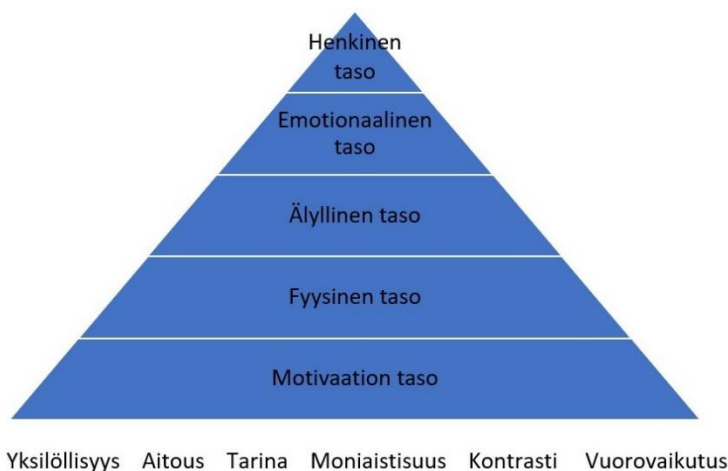 Henkinen
taso
Emotionaalinen
taso
Älyllinen taso
Fyysinen taso
Motivaation taso
Yksilöllisyys Aitous Tarina Moniaistisuus Kontrasti Vuorovaikutus